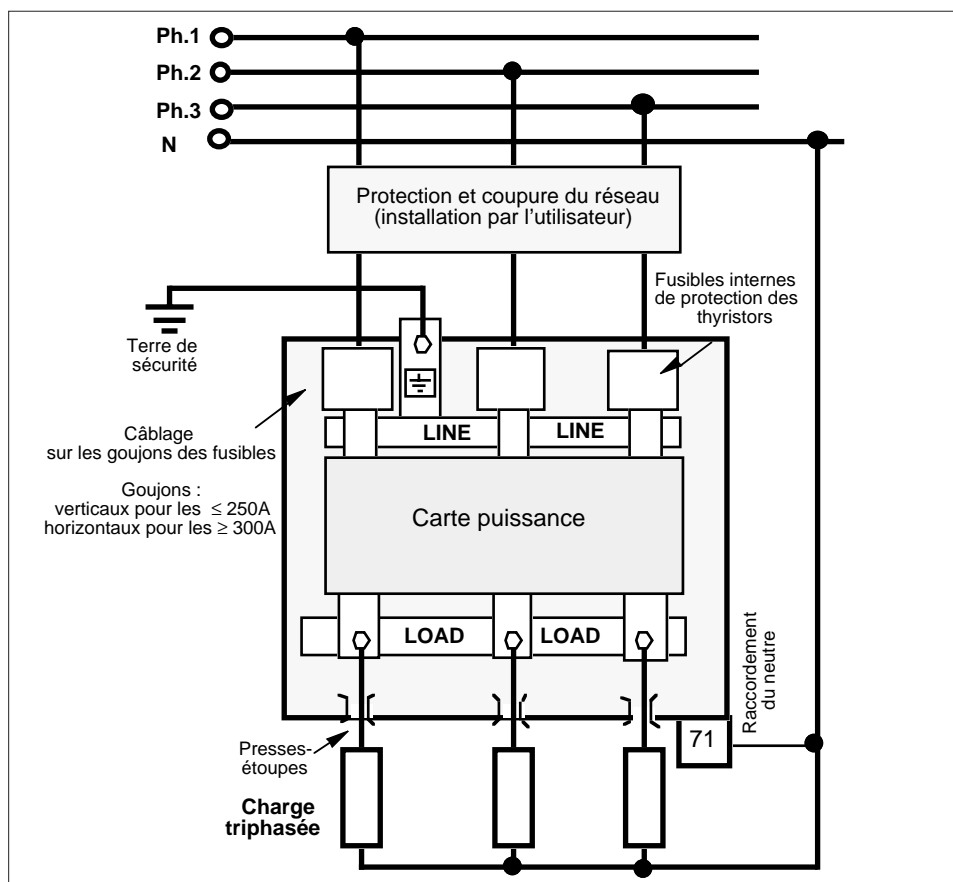 Ph.1
Ph.2
Ph.3
N
Protection et coupure du réseau
(installation par l’utilisateur)
Fusibles internes
de protection des
thyristors
Terre de
sécurité
LINE
LINE
Câblage
sur les goujons des fusibles
Goujons :
verticaux pour les ≤ 250A
horizontaux pour les ≥ 300A
Carte puissance
LOAD
LOAD
Raccordement
du neutre
71
Presses-
étoupes
Charge
triphasée